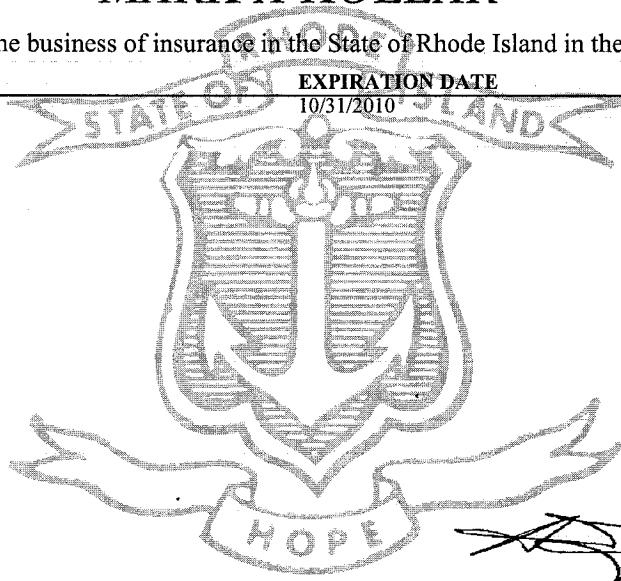 he business of insurance in the State of Rhode Island in the
EXPIRATION DATE
10/31/2010
STATE OF RHODE ISLAND
HOPE